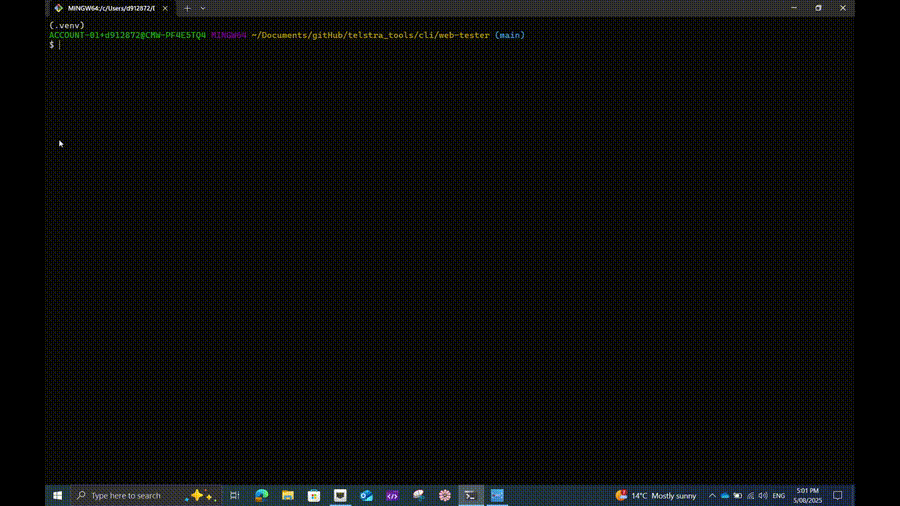 MINGW64:/c/Users/d912872/D
(.venv)
ACCOUNT-01+d912872@CMW-PF4E5TQ4 MINGW64 ~/Documents/gitHub/telstra_tools/cli/web-tester (main)
$
Type here to search
14°C Mostly sunny
ENG
5:01 PM
5/08/2025